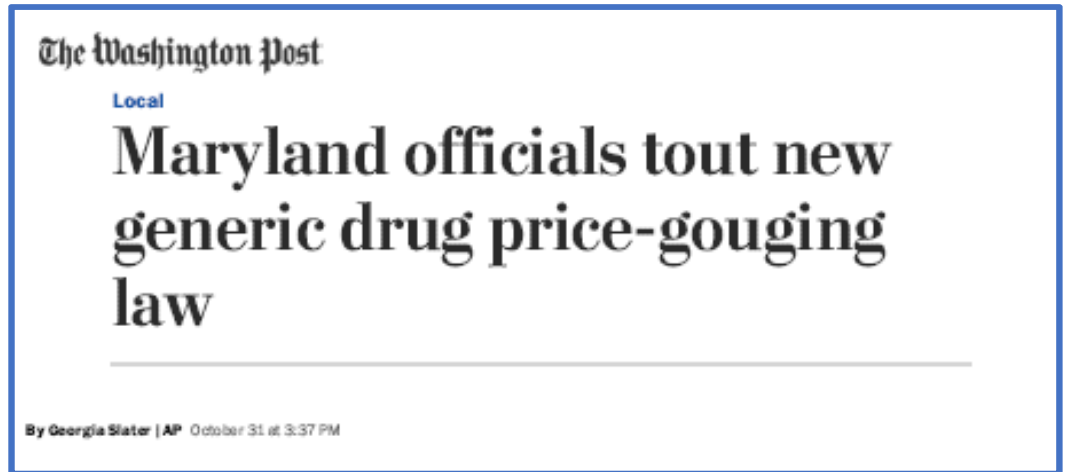 The Washington Post
Local
Maryland officials tout new
generic drug price-gouging
law
By Georgia Slater | AP October 31 at 3:37 PM